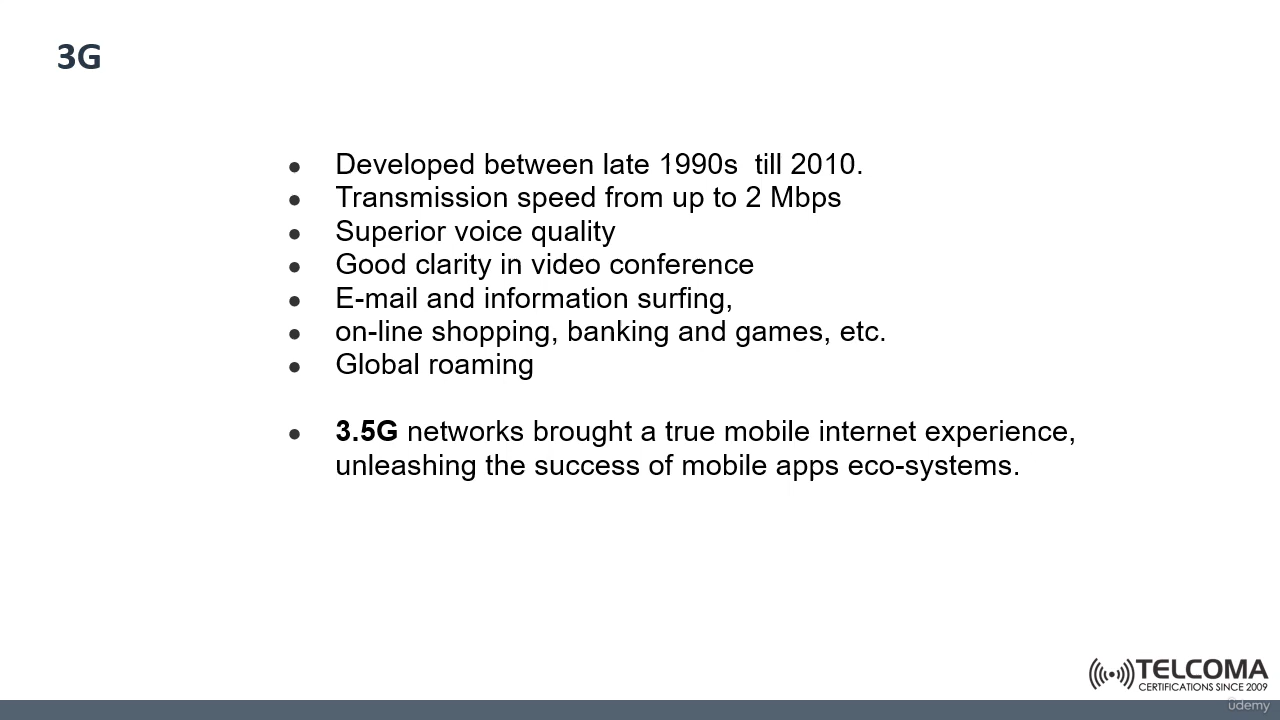 3G
● Developed between late 1990s  till 2010.
● Transmission speed from up to 2 Mbps
● Superior voice quality
● Good clarity in video conference
● E-mail and information surfing,
● on-line shopping, banking and games, etc.
● Global roaming
● 3.5G networks brought a true mobile internet experience,
unleashing the success of mobile apps eco-systems.
TELCOMA
CERTIFICATIONS SINCE 2009
udemy